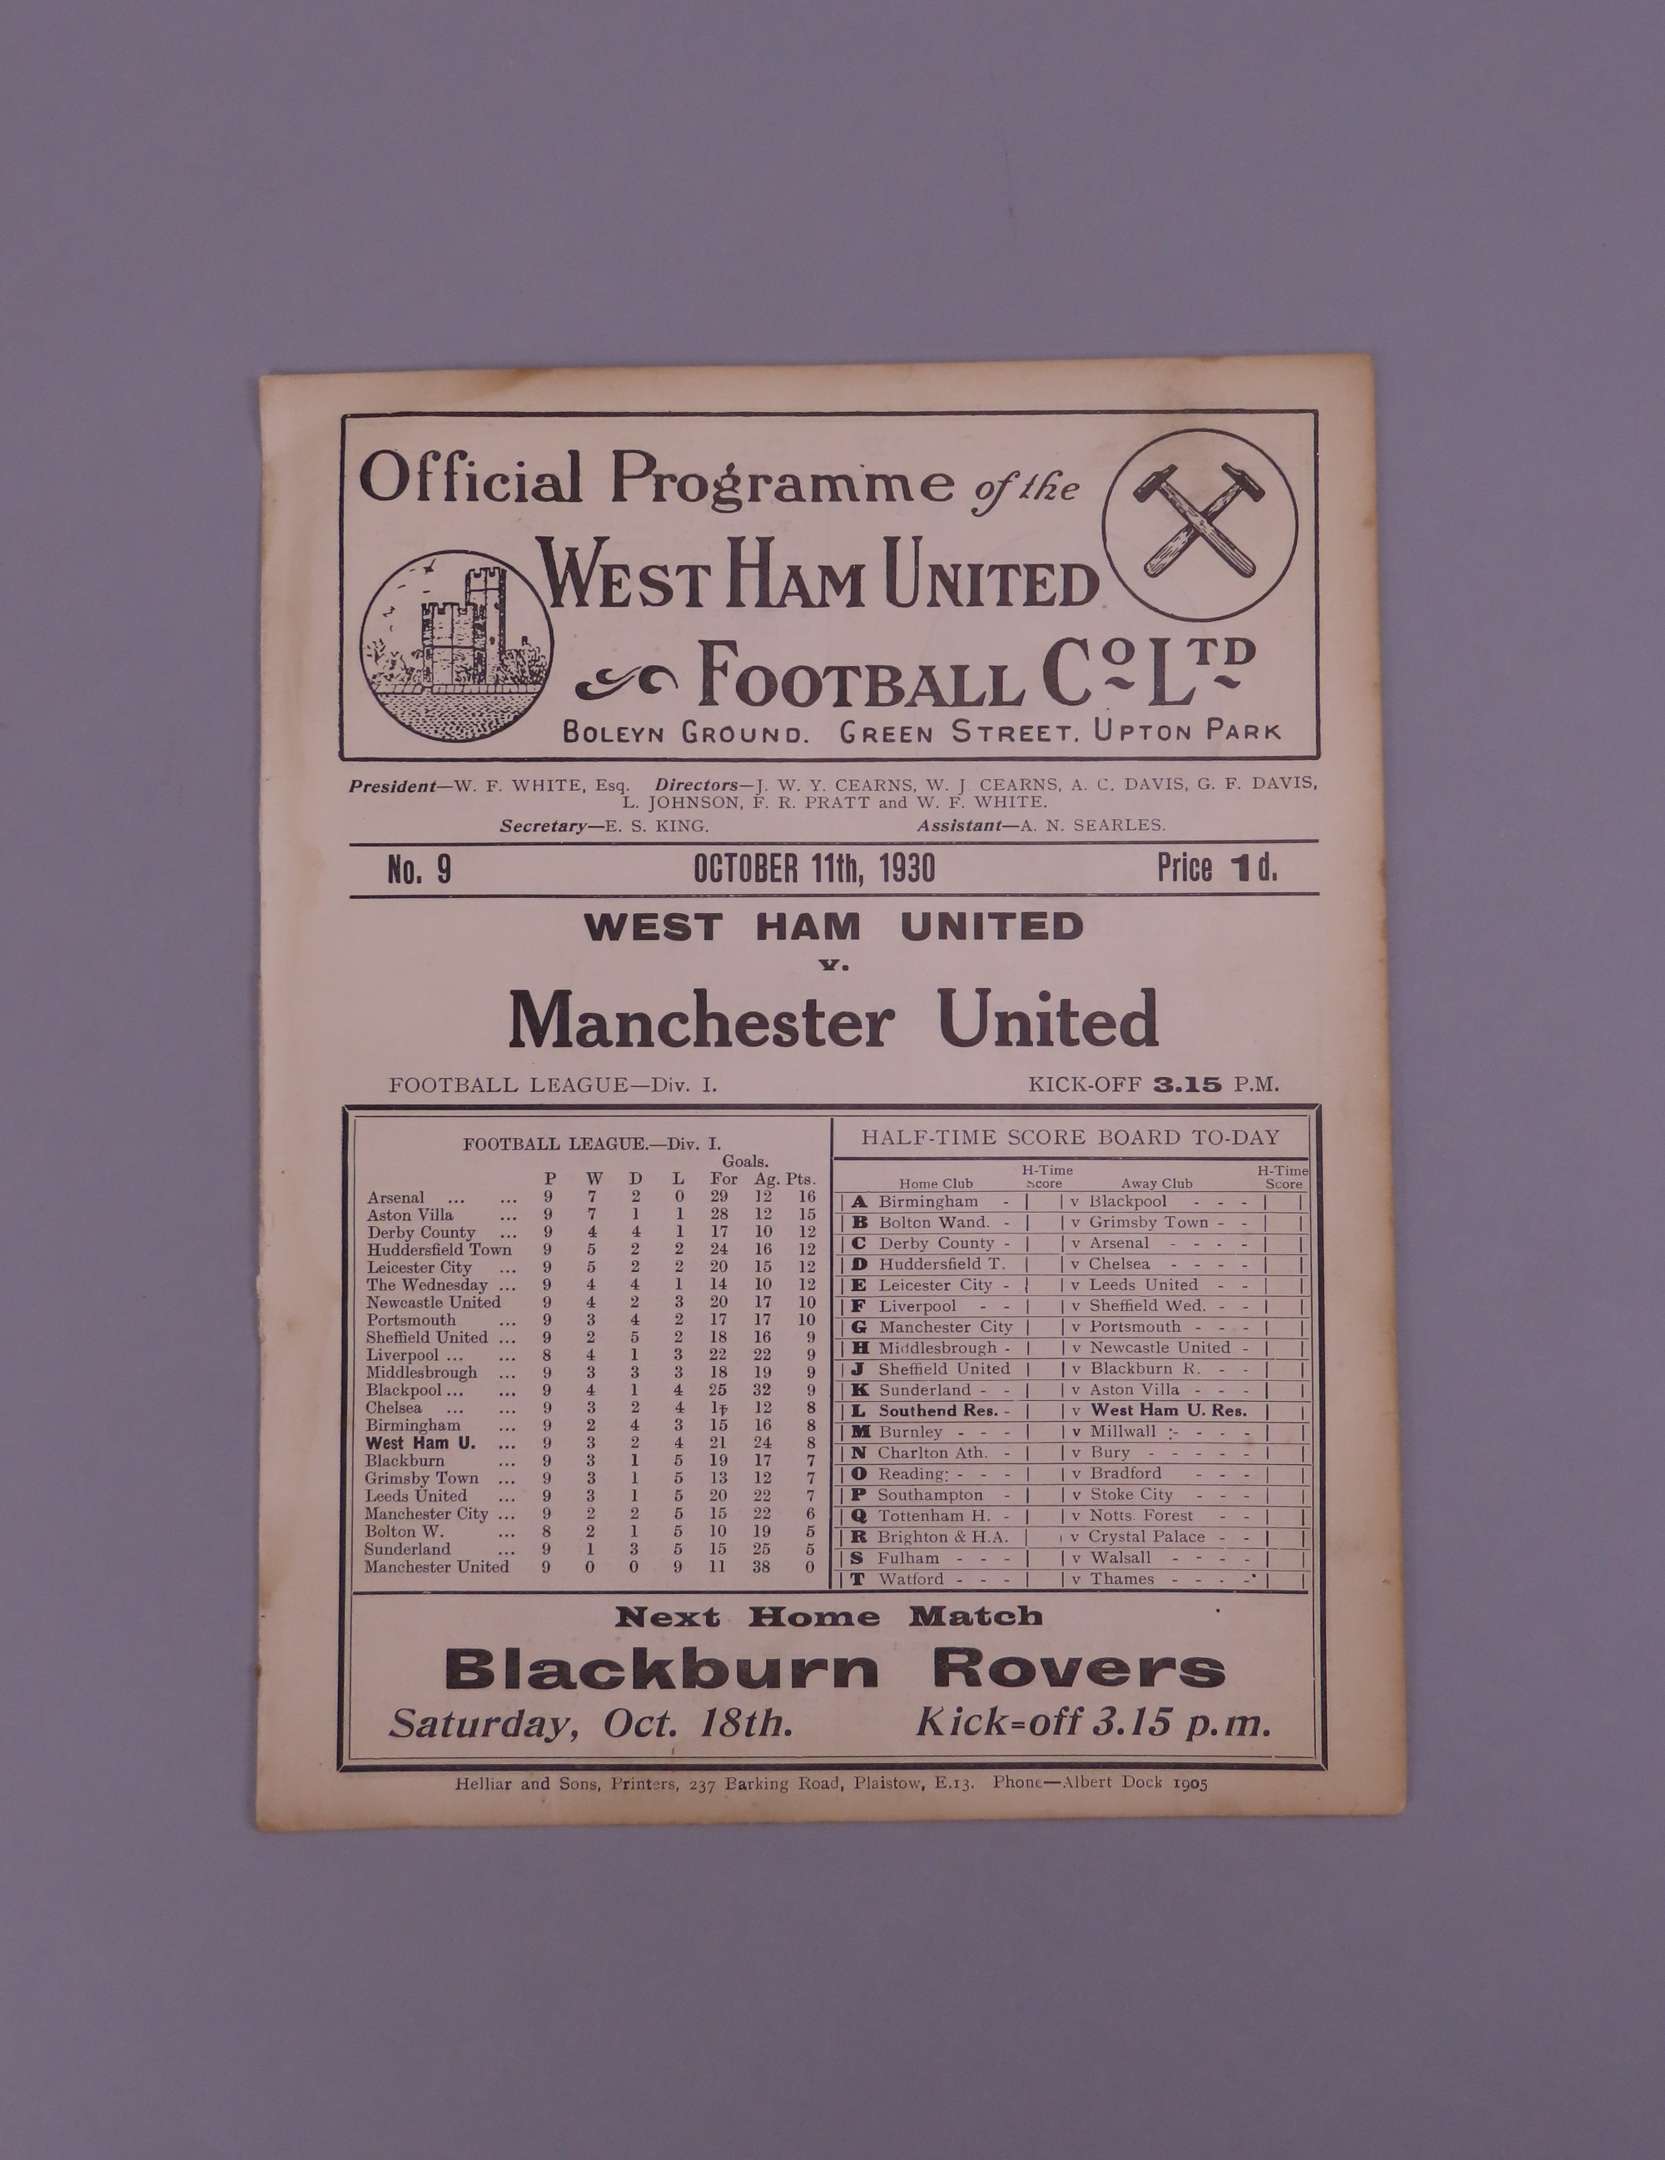 Official Programme of the
WEST HAM UNITED
FOOTBALL Co LTD
BOLEYN GROUND. GREEN STREET. UPTON PARK
President—W. F. WHITE, Esq. Directors—J. W. Y. CEARNS, W. J. CEARNS, A. C. DAVIS, G. F. DAVIS,
L. JOHNSON, F. R. PRATT and W. F. WHITE.
Secretary—E. S. KING. Assistant—A. N. SEARLES.
No. 9 OCTOBER 11th, 1930 Price 1d.
WEST HAM UNITED
v.
Manchester United
FOOTBALL LEAGUE—Div. I. KICK-OFF 3.15 P.M.
FOOTBALL LEAGUE.—Div. I.
Goals.
P W D L For Ag. Pts.
Arsenal ... ... 9 7 2 0 29 12 16
Aston Villa ... 9 7 1 1 28 12 15
Derby County ... 9 4 4 1 17 10 12
Huddersfield Town 9 5 2 2 24 16 12
Leicester City ... 9 5 2 2 20 15 12
The Wednesday ... 9 4 4 1 14 10 12
Newcastle United 9 4 2 3 20 17 10
Portsmouth ... 9 3 4 2 17 17 10
Sheffield United ... 9 2 5 2 18 16 9
Liverpool ... ... 8 4 1 3 22 22 9
Middlesbrough ... 9 3 3 3 18 19 9
Blackpool ... ... 9 4 1 4 25 32 9
Chelsea ... ... 9 3 2 4 12 8
Birmingham ... 9 2 4 3 15 16 8
West Ham U. ... 9 3 2 4 21 24 8
Blackburn ... 9 3 1 5 19 17 7
Grimsby Town ... 9 3 1 5 13 12 7
Leeds United ... 9 3 1 5 20 22 7
Manchester City ... 9 2 2 5 15 22 6
Bolton W. ... 8 2 1 5 10 19 5
Sunderland ... 9 1 3 5 15 25 5
Manchester United 9 0 0 9 11 38 0
HALF-TIME SCORE BOARD TO-DAY
Home Club H-Time Score Away Club H-Time Score
A Birmingham - v Blackpool - - -
B Bolton Wand. - v Grimsby Town - -
C Derby County - v Arsenal - - - -
D Huddersfield T. v Chelsea - - - -
E Leicester City - v Leeds United - -
F Liverpool - - v Sheffield Wed. - -
G Manchester City v Portsmouth - - -
H Middlesbrough - v Newcastle United -
J Sheffield United v Blackburn R. - -
K Sunderland - - v Aston Villa - - -
L Southend Res. - v West Ham U. Res.
M Burnley - - - v Millwall - - - -
N Charlton Ath. - v Bury - - - - -
O Reading - - - v Bradford - - -
P Southampton - v Stoke City - - -
Q Tottenham H. - v Notts. Forest - -
R Brighton & H.A. v Crystal Palace - -
S Fulham - - - v Walsall - - - -
T Watford - - - v Thames - - - -
Next Home Match
Blackburn Rovers
Saturday, Oct. 18th. Kick=off 3.15 p.m.
Helliar and Sons, Printers, 237 Barking Road, Plaistow, E.13. Phone—Albert Dock 1905